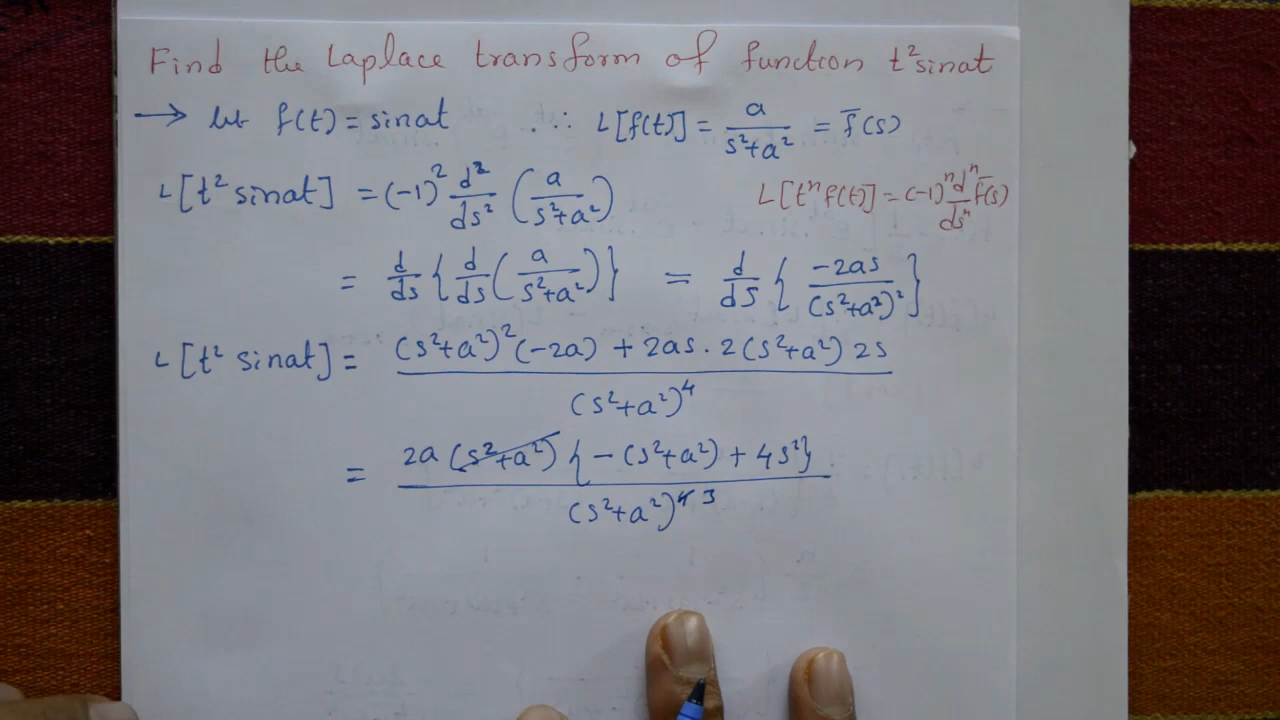 Find the Laplace transform of function t² sinat
→ let f(t) = sinat ∴ L[f(t)] = a/(s²+a²) = f̄(s)
L[t² sinat] = (-1)² d²/ds² (a/(s²+a²)) L[tⁿ f(t)] = (-1)ⁿ dⁿ/dsⁿ f̄(s)
= d/ds { d/ds (a/(s²+a²)) } = d/ds { -2as/(s²+a²)² }
L[t² sinat] = ((s²+a²)² (-2a) + 2as . 2(s²+a²) 2s)/(s²+a²)⁴
= 2a (s²+a²) { -(s²+a²) + 4s² }/(s²+a²)⁴ ³